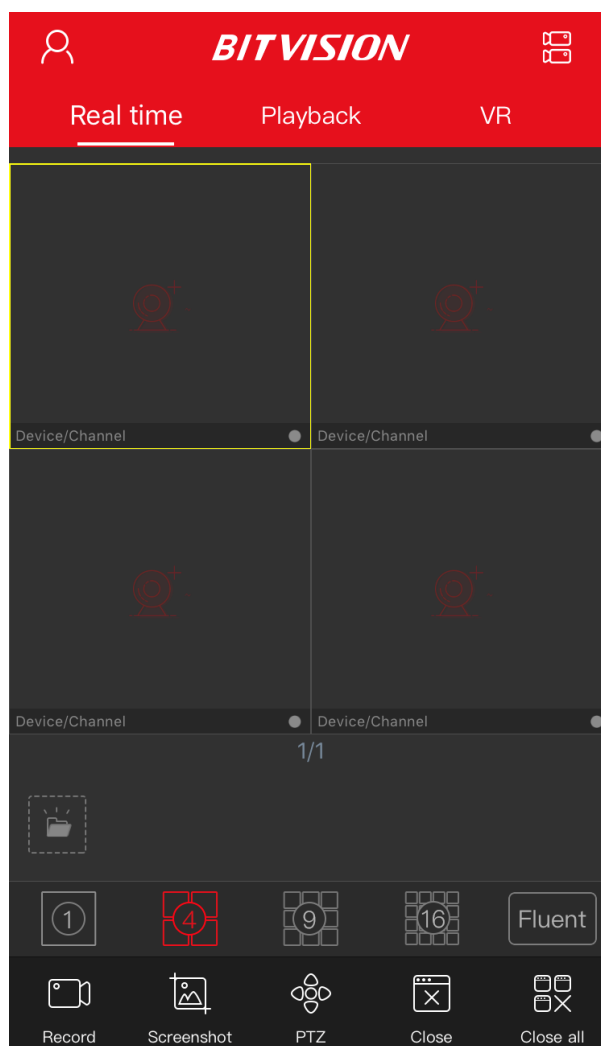 BITVISION
Real time Playback VR
Device/Channel Device/Channel
Device/Channel Device/Channel
1/1
1 4 9 16 Fluent
Record Screenshot PTZ Close Close all